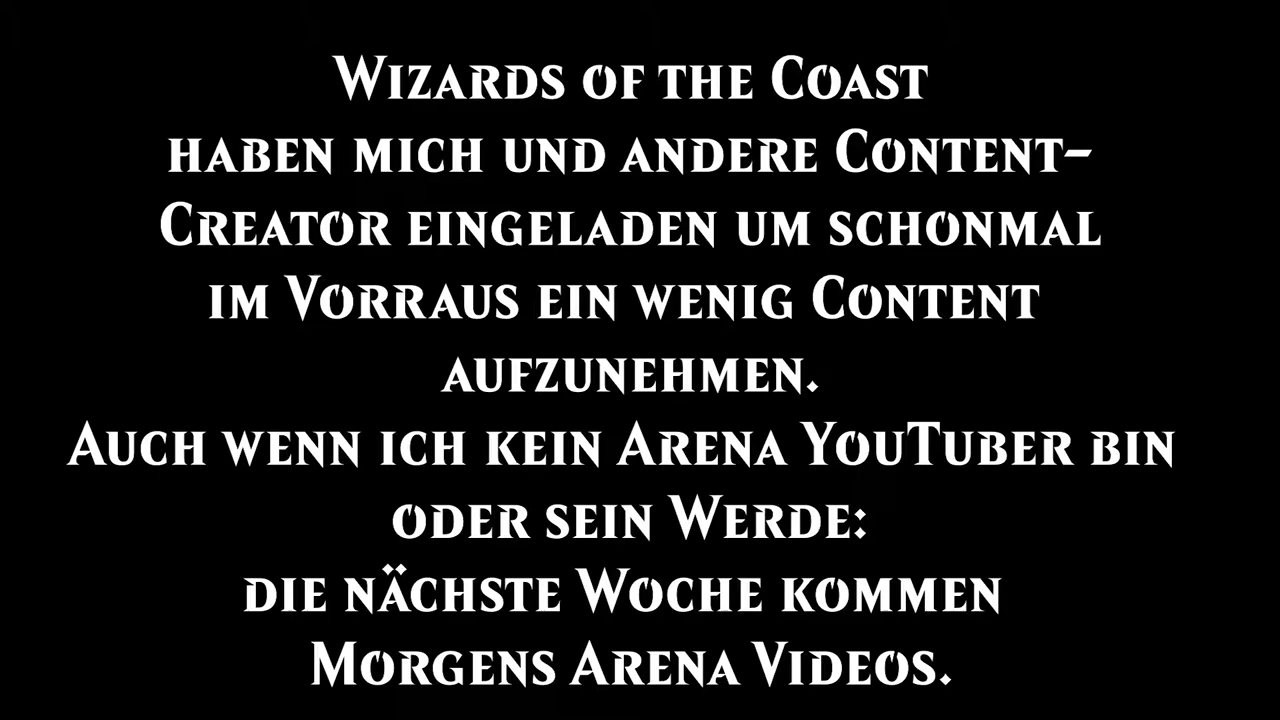 Wizards of the Coast
haben mich und andere Content-
Creator eingeladen um schonmal
im Vorraus ein wenig Content
aufzunehmen.
Auch wenn ich kein Arena YouTuber bin
oder sein Werde:
die nächste Woche kommen
Morgens Arena Videos.